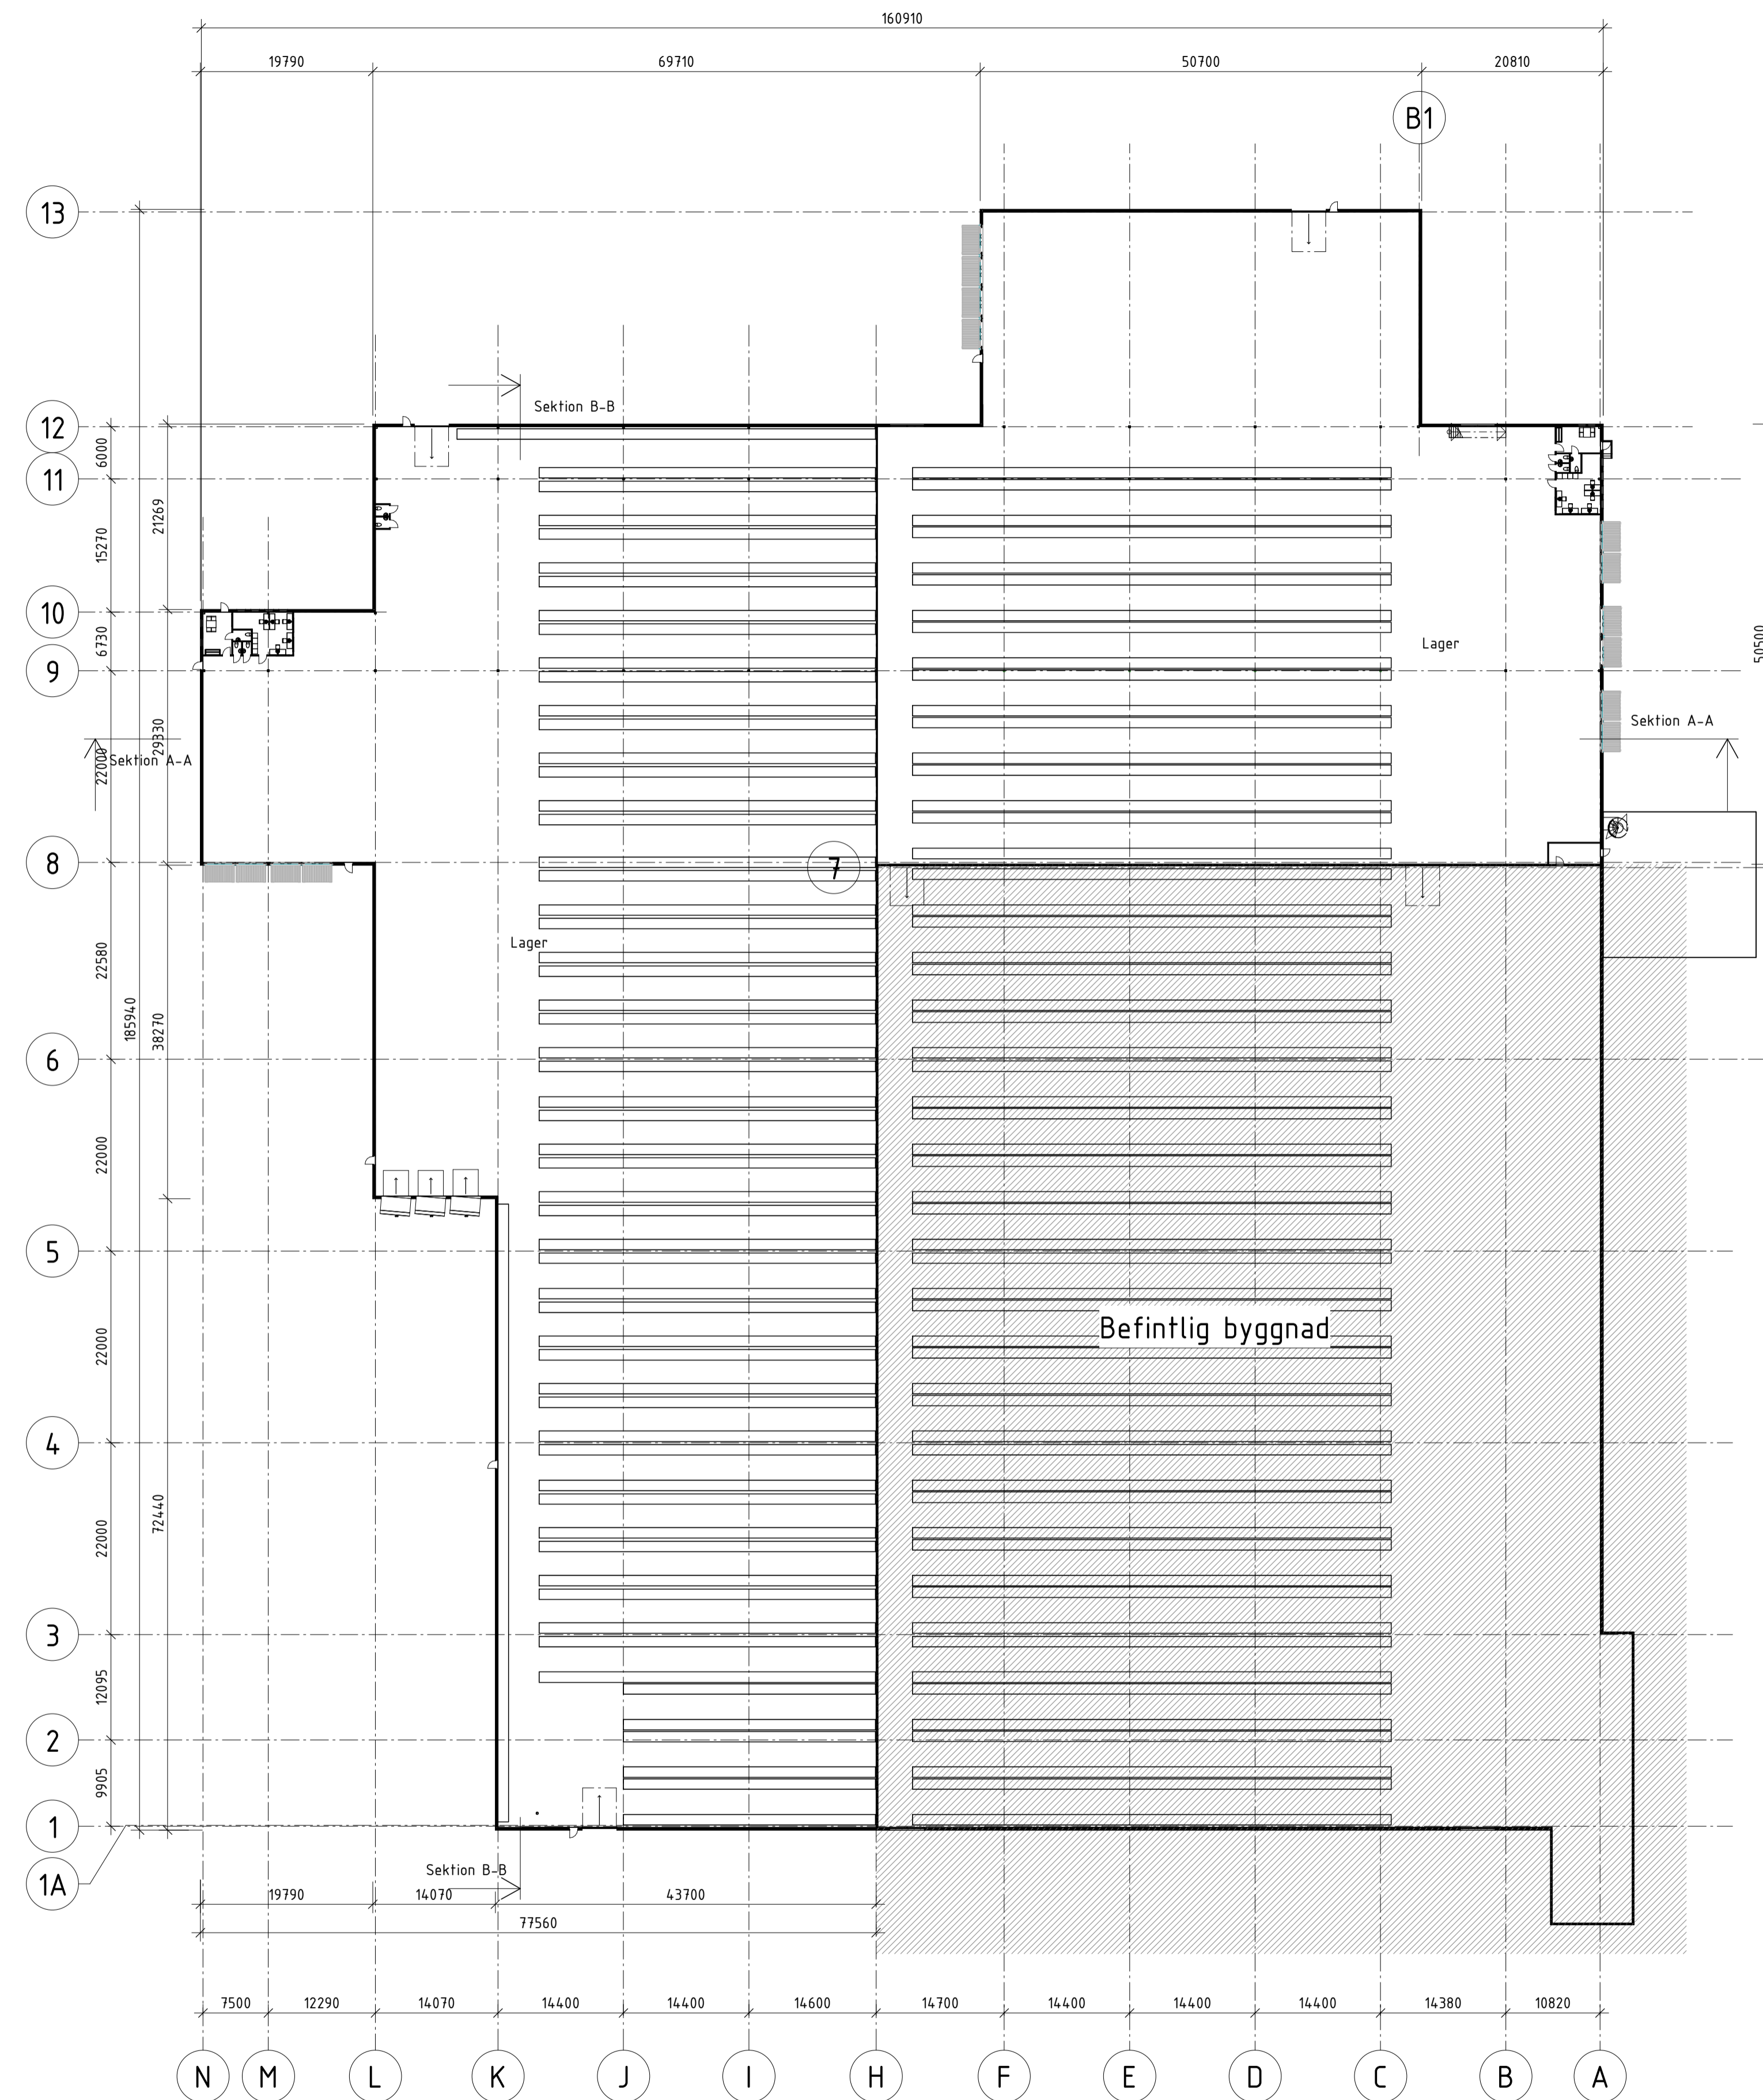 160910
19790
69710
50700
20810
B1
13
12
Sektion B-B
6000
11
21269
15270
10
6730
9
Lager
50500
29330
22000
Sektion A-A
Sektion A-A
8
7
Lager
22580
185940
38270
6
22000
5
Befintlig byggnad
22000
4
22000
72440
3
12095
2
9905
1
1A
Sektion B-B
19790
14070
43700
77560
7500
12290
14070
14400
14400
14600
14700
14400
14400
14400
14380
10820
N
M
L
K
J
I
H
F
E
D
C
B
A